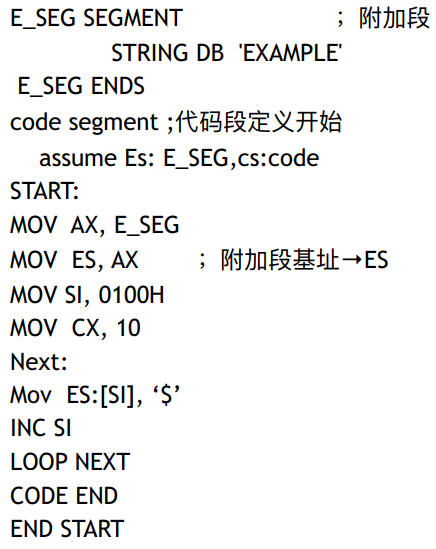 E_SEG SEGMENT ； 附加段
STRING DB 'EXAMPLE'
E_SEG ENDS
code segment ;代码段定义开始
assume Es: E_SEG,cs:code
START:
MOV AX, E_SEG
MOV ES, AX ； 附加段基址→ES
MOV SI, 0100H
MOV CX, 10
Next:
Mov ES:[SI], ‘$’
INC SI
LOOP NEXT
CODE END
END START